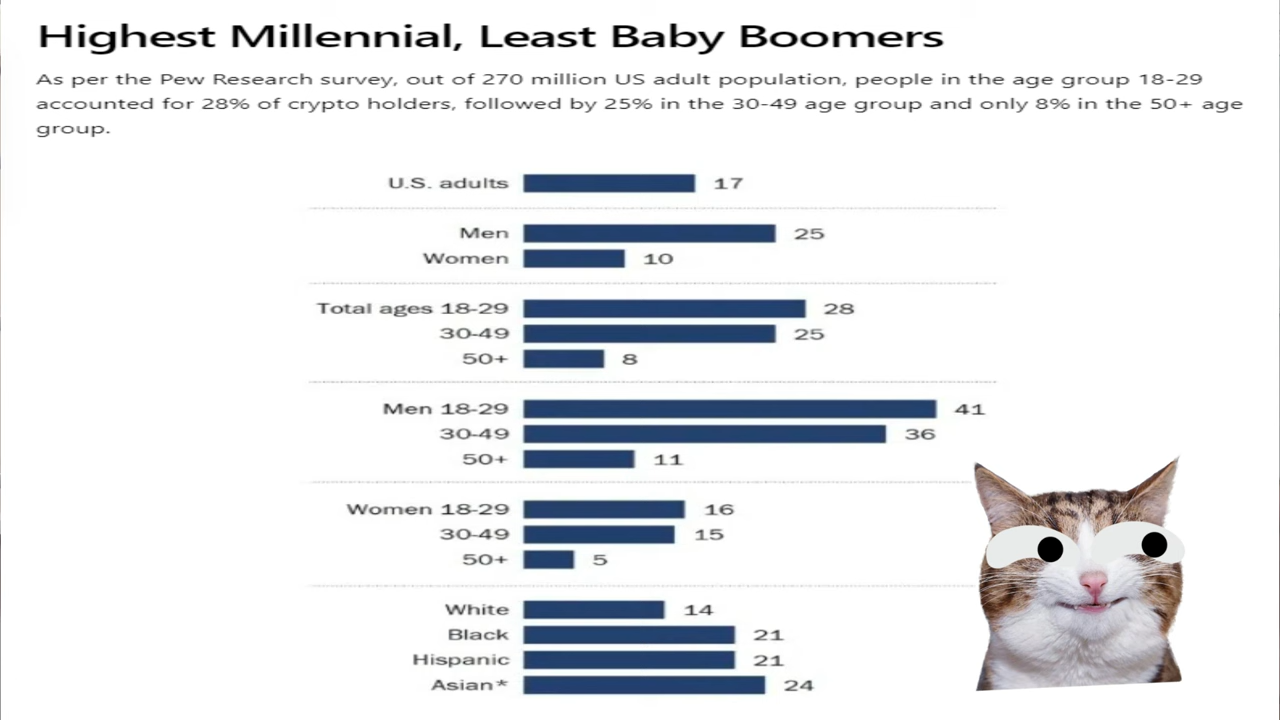 Highest Millennial, Least Baby Boomers
As per the Pew Research survey, out of 270 million US adult population, people in the age group 18-29
accounted for 28% of crypto holders, followed by 25% in the 30-49 age group and only 8% in the 50+ age
group.
U.S. adults 17
Men 25
Women 10
Total ages 18-29 28
30-49 25
50+ 8
Men 18-29 41
30-49 36
50+ 11
Women 18-29 16
30-49 15
50+ 5
White 14
Black 21
Hispanic 21
Asian* 24